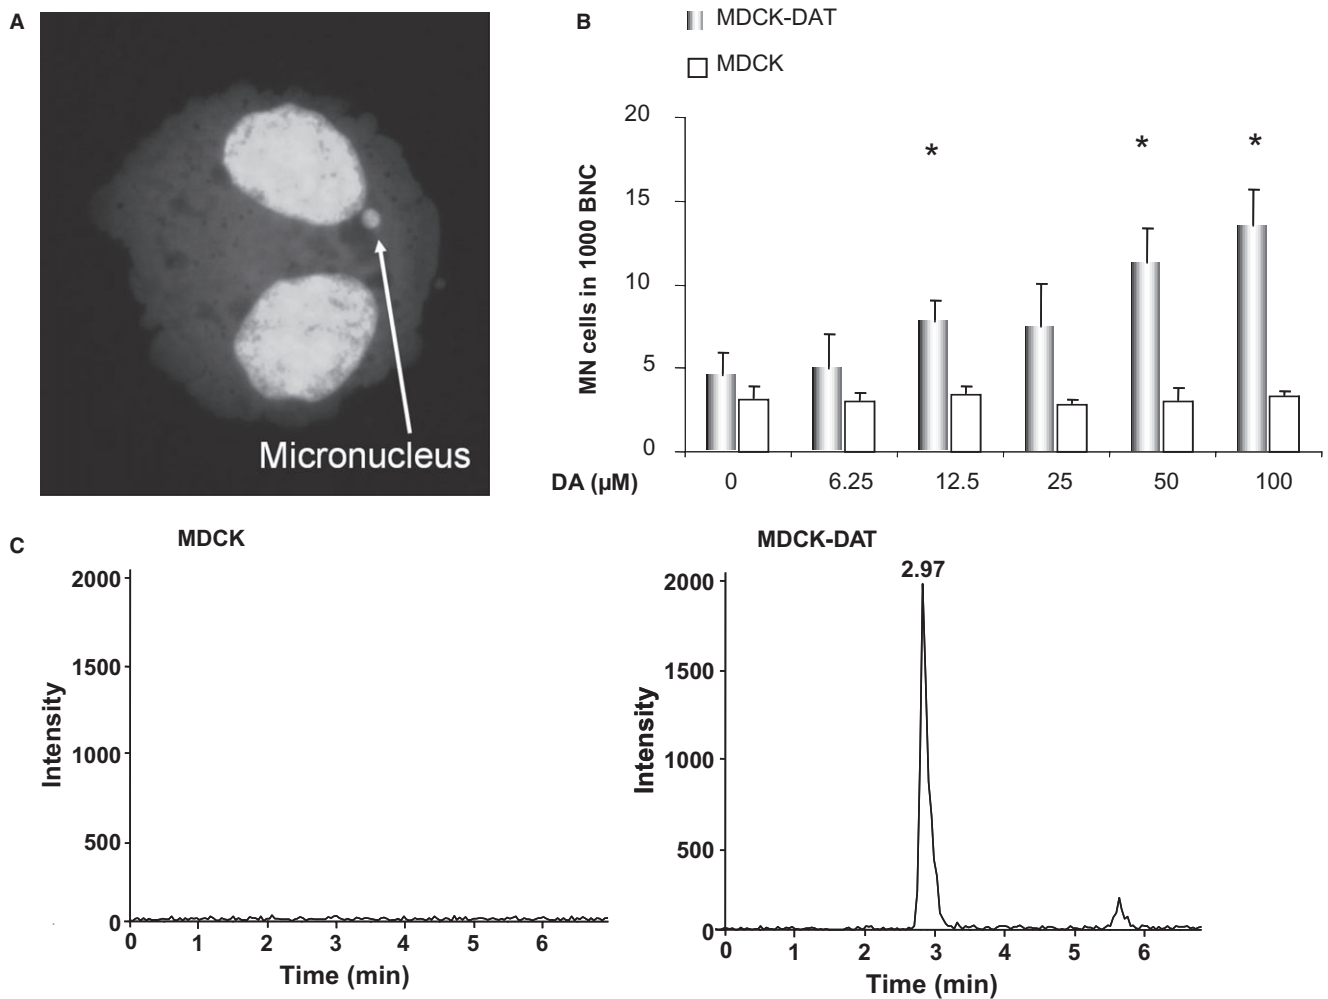 A
Micronucleus
B
MDCK-DAT
MDCK
MN cells in 1000 BNC
20
15
10
5
0
* * *
DA (µM) 0 6.25 12.5 25 50 100
C
MDCK
Intensity
2000
1500
1000
500
0
0 1 2 3 4 5 6
Time (min)
MDCK-DAT
2.97
Intensity
2000
1500
1000
500
0
0 1 2 3 4 5 6
Time (min)